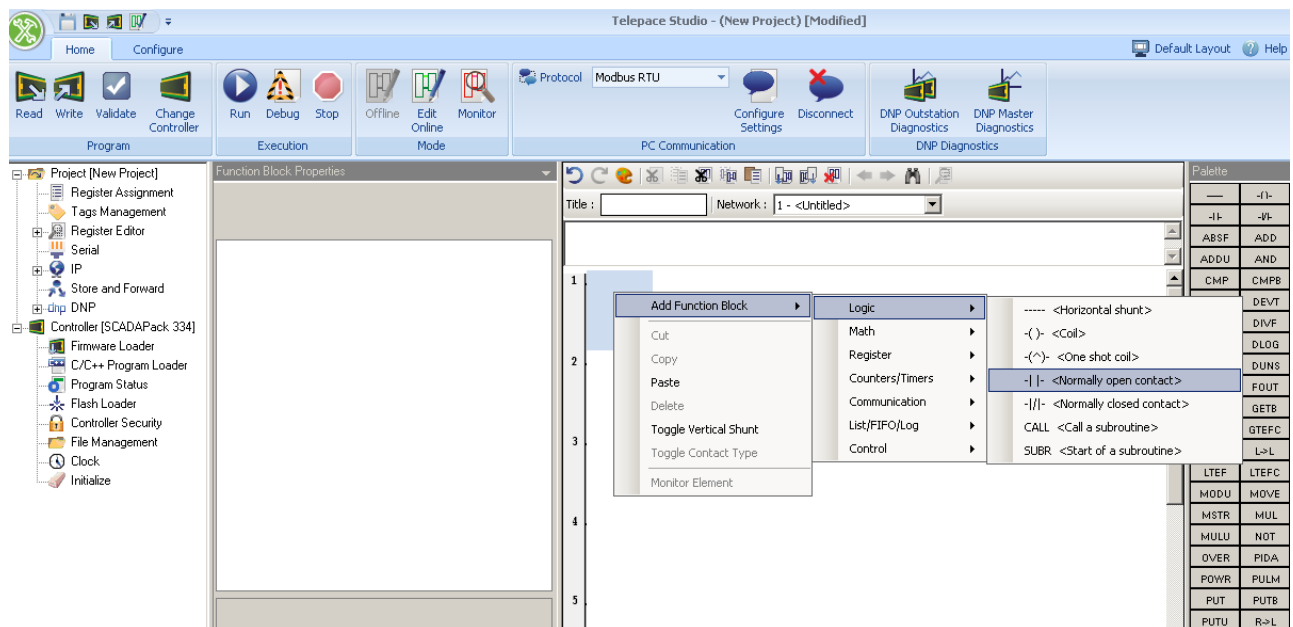 Telepace Studio - (New Project) [Modified]
Home Configure Default Layout Help
Read Write Validate Change Controller Run Debug Stop Offline Edit Online Monitor Protocol Modbus RTU Configure Settings Disconnect DNP Outstation Diagnostics DNP Master Diagnostics
Program Execution Mode PC Communication DNP Diagnostics
Project [New Project]
Register Assignment
Tags Management
Register Editor
Serial
IP
Store and Forward
dnp DNP
Controller [SCADAPack 334]
Firmware Loader
C/C++ Program Loader
Program Status
Flash Loader
Controller Security
File Management
Clock
Initialize
Function Block Properties
Title : Network : 1 - <Untitled>
1
2
3
4
5
Add Function Block
Cut
Copy
Paste
Delete
Toggle Vertical Shunt
Toggle Contact Type
Monitor Element
Logic
Math
Register
Counters/Timers
Communication
List/FIFO/Log
Control
----- <Horizontal shunt>
-( )- <Coil>
-(^)- <One shot coil>
-| |- <Normally open contact>
-|/|- <Normally closed contact>
CALL <Call a subroutine>
SUBR <Start of a subroutine>
Palette
— -( )-
-| |- -|/|-
ABSF ADD
ADDU AND
CMP CMPB
DEVT
DIVF
DLOG
DUNS
FOUT
GETB
GTEFC
L->L
LTEF LTEFC
MODU MOVE
MSTR MUL
MULU NOT
OVER PIDA
POWR PULM
PUT PUTB
PUTU R->L